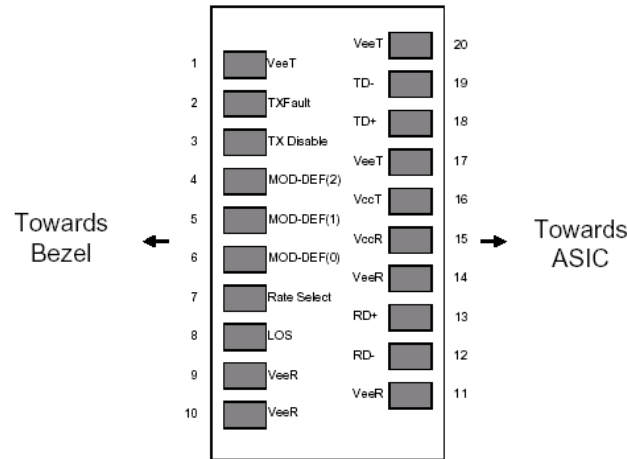 VeeT 20
1 VeeT
TD- 19
2 TXFault
TD+ 18
3 TX Disable
VeeT 17
4 MOD-DEF(2)
VccT 16
5 MOD-DEF(1)
Towards
Bezel
VccR 15
Towards
ASIC
6 MOD-DEF(0)
VeeR 14
7 Rate Select
RD+ 13
8 LOS
RD- 12
9 VeeR
VeeR 11
10 VeeR